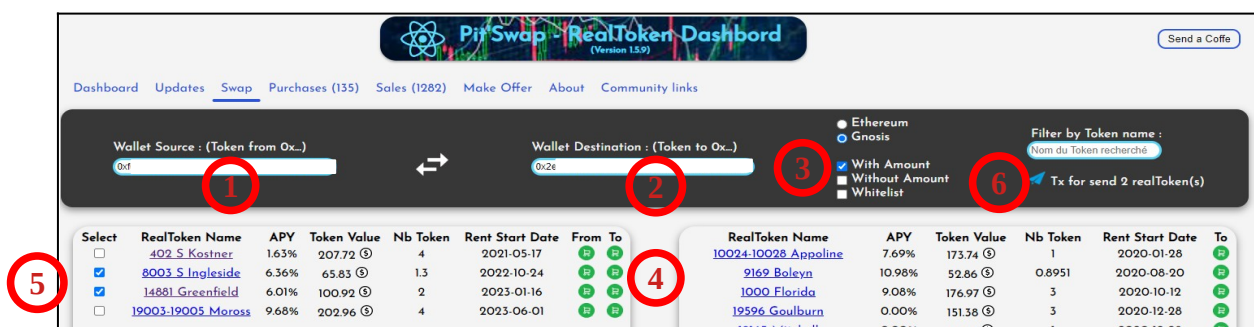 Pit'Swap - RealToken Dashbord
(Version 1.5.9)
Send a Coffe
Dashboard Updates Swap Purchases (135) Sales (1282) Make Offer About Community links
Wallet Source : (Token from 0x...)
0xf
1
Wallet Destination : (Token to 0x...)
0x2e
2
3
Ethereum
Gnosis
With Amount
Without Amount
Whitelist
6
Filter by Token name :
Nom du Token recherché
Tx for send 2 realToken(s)
Select RealToken Name APY Token Value Nb Token Rent Start Date From To
402 S Kostner 1.63% 207.72 4 2021-05-17
8003 S Ingleside 6.36% 65.83 1.3 2022-10-24
14881 Greenfield 6.01% 100.92 2 2023-01-16
19003-19005 Moross 9.68% 202.96 4 2023-06-01
5
4
RealToken Name APY Token Value Nb Token Rent Start Date To
10024-10028 Appoline 7.69% 173.74 1 2020-01-28
9169 Boleyn 10.98% 52.86 0.8951 2020-08-20
1000 Florida 9.08% 176.97 3 2020-10-12
19596 Goulburn 0.00% 151.38 3 2020-12-28